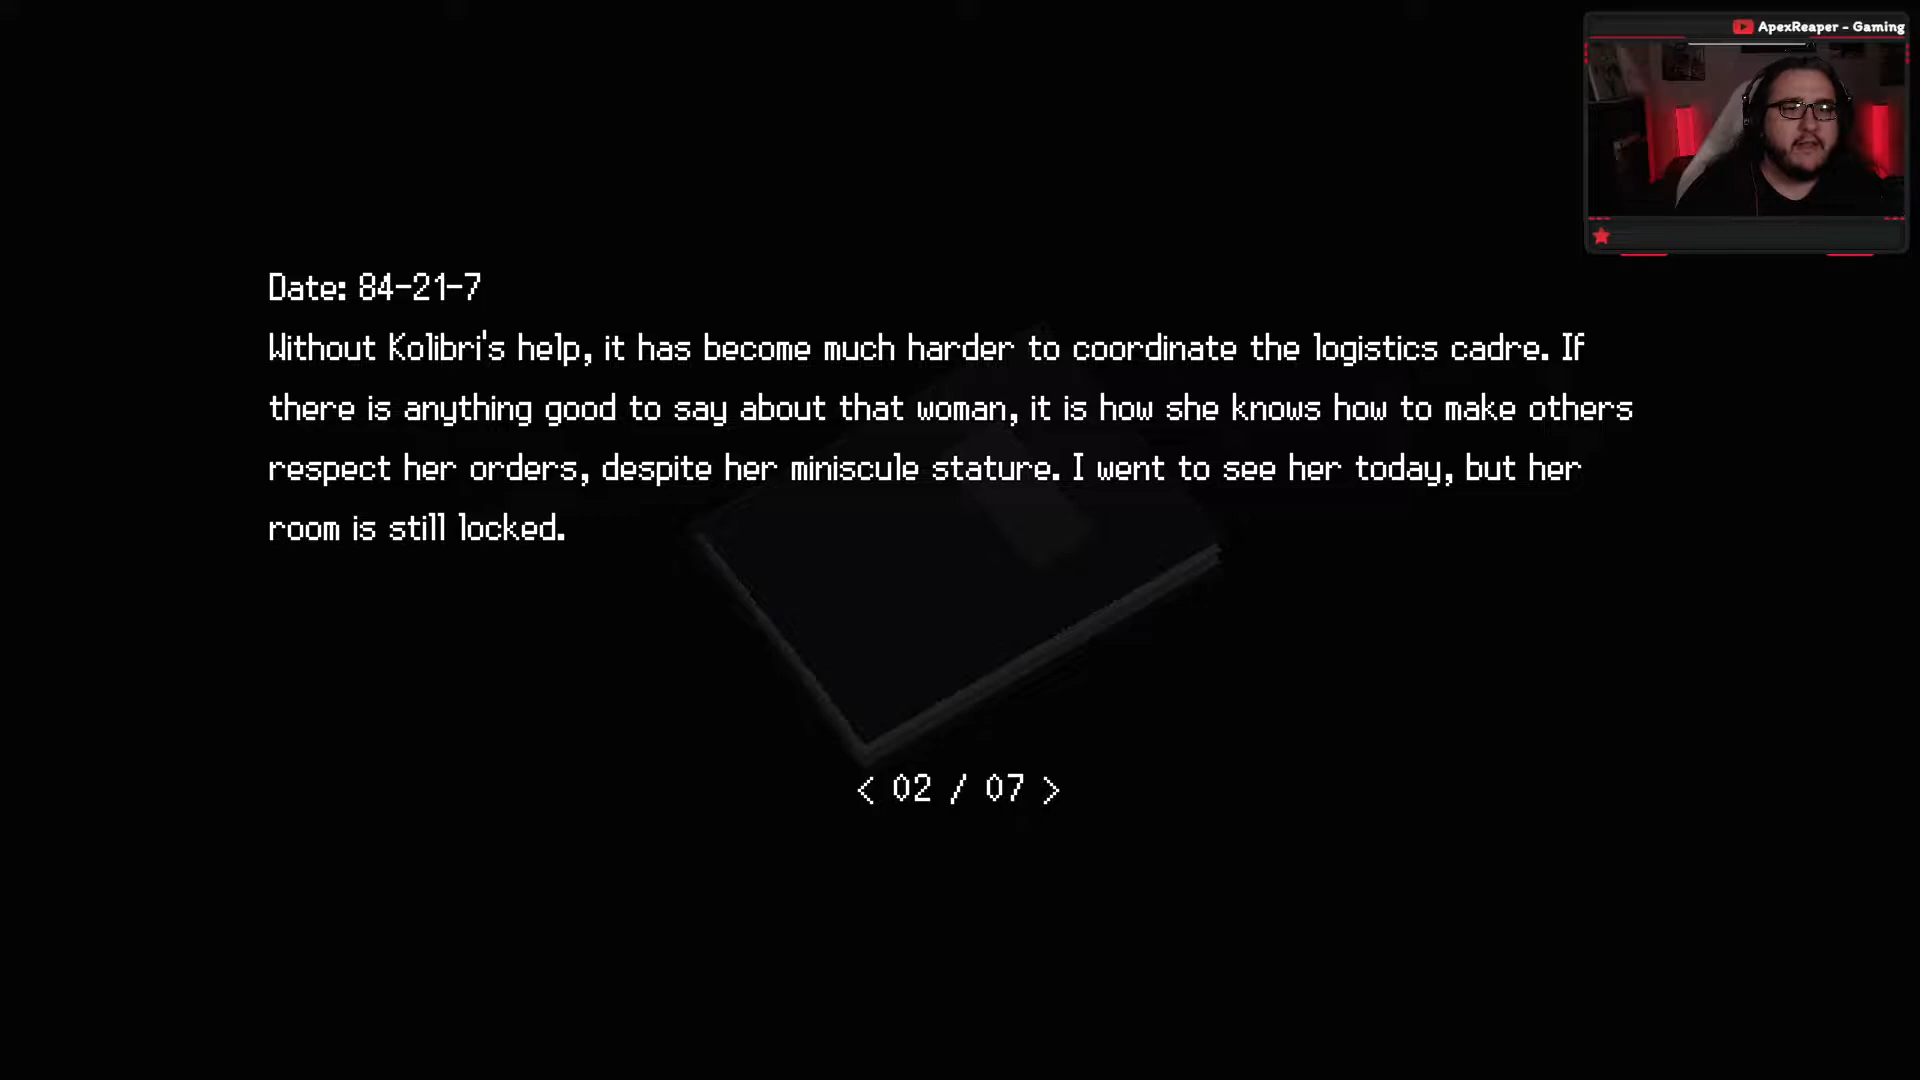 ApexReaper - Gaming
Date: 84-21-7
Without Kolibri's help, it has become much harder to coordinate the logistics cadre. If
there is anything good to say about that woman, it is how she knows how to make others
respect her orders, despite her miniscule stature. I went to see her today, but her
room is still locked.
< 02 / 07 >